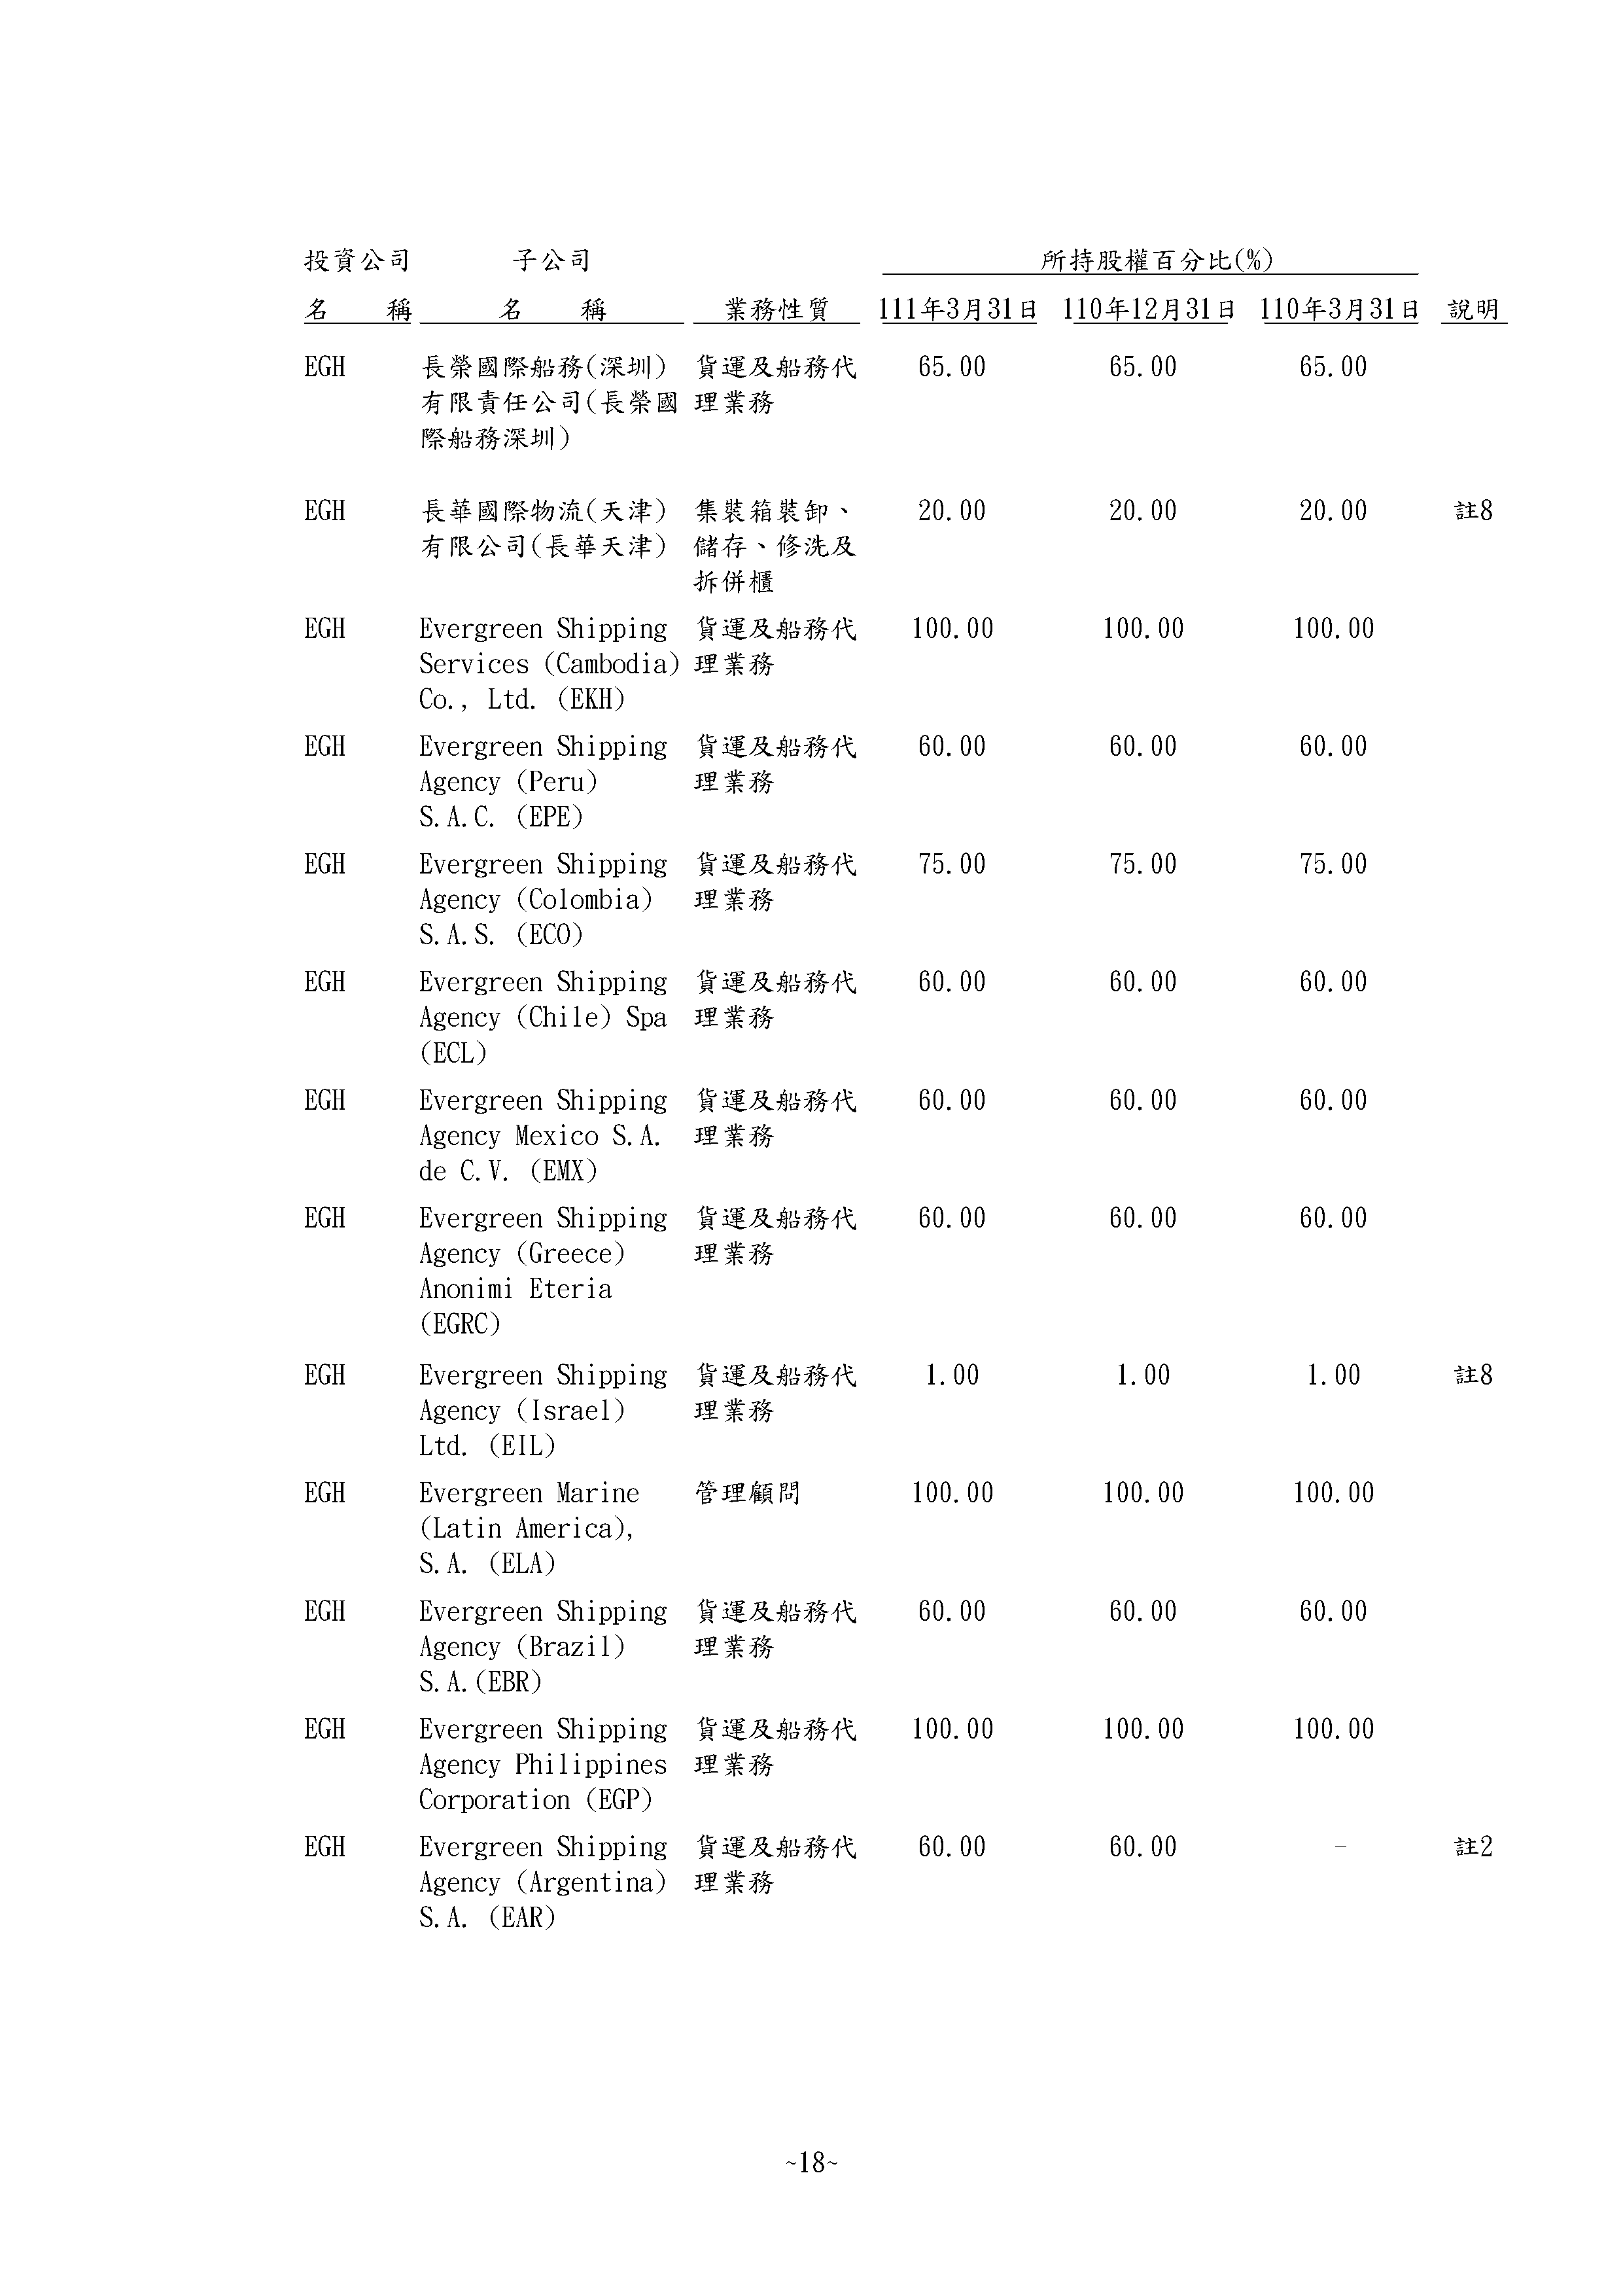 投資公司 子公司 所持股權百分比(%)
名 稱 名 稱 業務性質 111年3月31日 110年12月31日 110年3月31日 說明
EGH 長榮國際船務(深圳) 貨運及船務代 65.00 65.00 65.00
有限責任公司(長榮國 理業務
際船務深圳)
EGH 長華國際物流(天津) 集裝箱裝卸、 20.00 20.00 20.00 註8
有限公司(長華天津) 儲存、修洗及
拆併櫃
EGH Evergreen Shipping 貨運及船務代 100.00 100.00 100.00
Services (Cambodia) 理業務
Co., Ltd. (EKH)
EGH Evergreen Shipping 貨運及船務代 60.00 60.00 60.00
Agency (Peru) 理業務
S.A.C. (EPE)
EGH Evergreen Shipping 貨運及船務代 75.00 75.00 75.00
Agency (Colombia) 理業務
S.A.S. (ECO)
EGH Evergreen Shipping 貨運及船務代 60.00 60.00 60.00
Agency (Chile) Spa 理業務
(ECL)
EGH Evergreen Shipping 貨運及船務代 60.00 60.00 60.00
Agency Mexico S.A. 理業務
de C.V. (EMX)
EGH Evergreen Shipping 貨運及船務代 60.00 60.00 60.00
Agency (Greece) 理業務
Anonimi Eteria
(EGRC)
EGH Evergreen Shipping 貨運及船務代 1.00 1.00 1.00 註8
Agency (Israel) 理業務
Ltd. (EIL)
EGH Evergreen Marine 管理顧問 100.00 100.00 100.00
(Latin America),
S.A. (ELA)
EGH Evergreen Shipping 貨運及船務代 60.00 60.00 60.00
Agency (Brazil) 理業務
S.A.(EBR)
EGH Evergreen Shipping 貨運及船務代 100.00 100.00 100.00
Agency Philippines 理業務
Corporation (EGP)
EGH Evergreen Shipping 貨運及船務代 60.00 60.00 - 註2
Agency (Argentina) 理業務
S.A. (EAR)
~18~